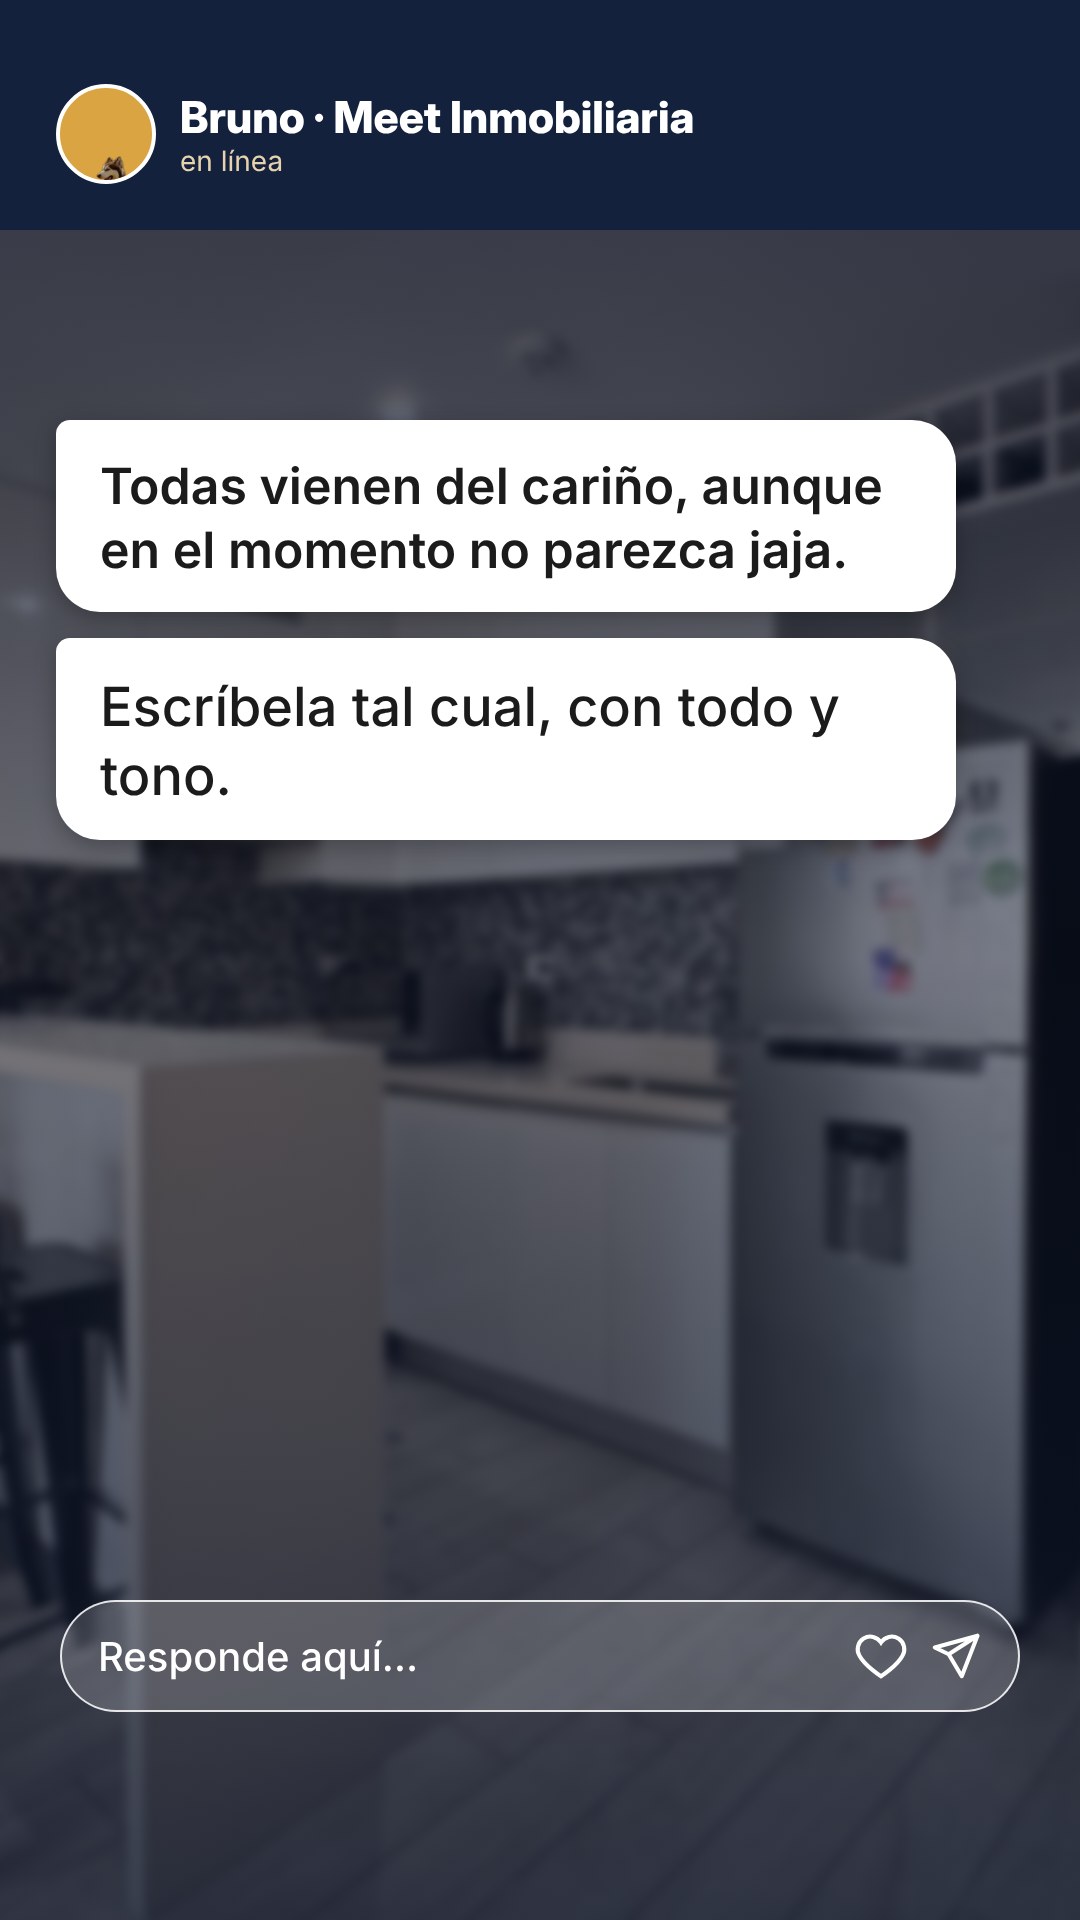 Bruno · Meet Inmobiliaria
en línea
Todas vienen del cariño, aunque
en el momento no parezca jaja.
Escríbela tal cual, con todo y
tono.
Responde aquí...